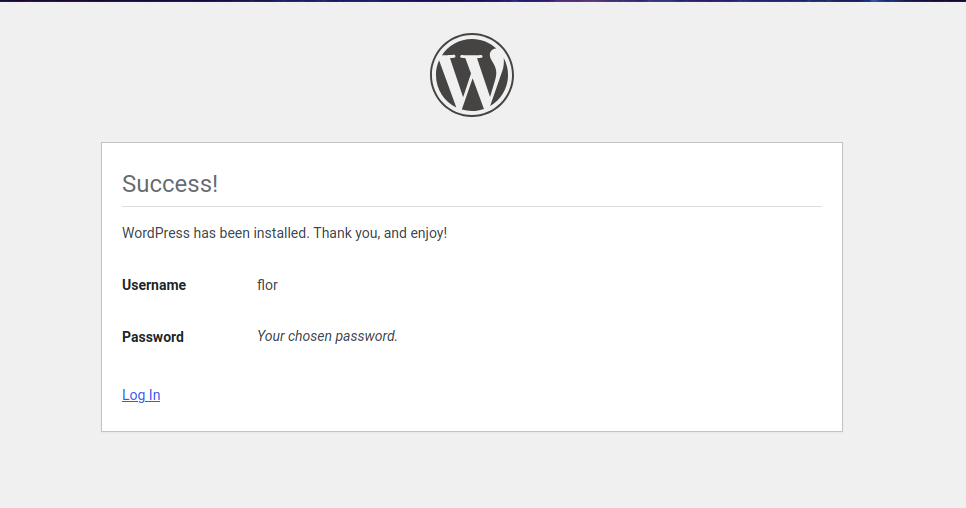 Success!
WordPress has been installed. Thank you, and enjoy!
Username flor
Password Your chosen password.
Log In